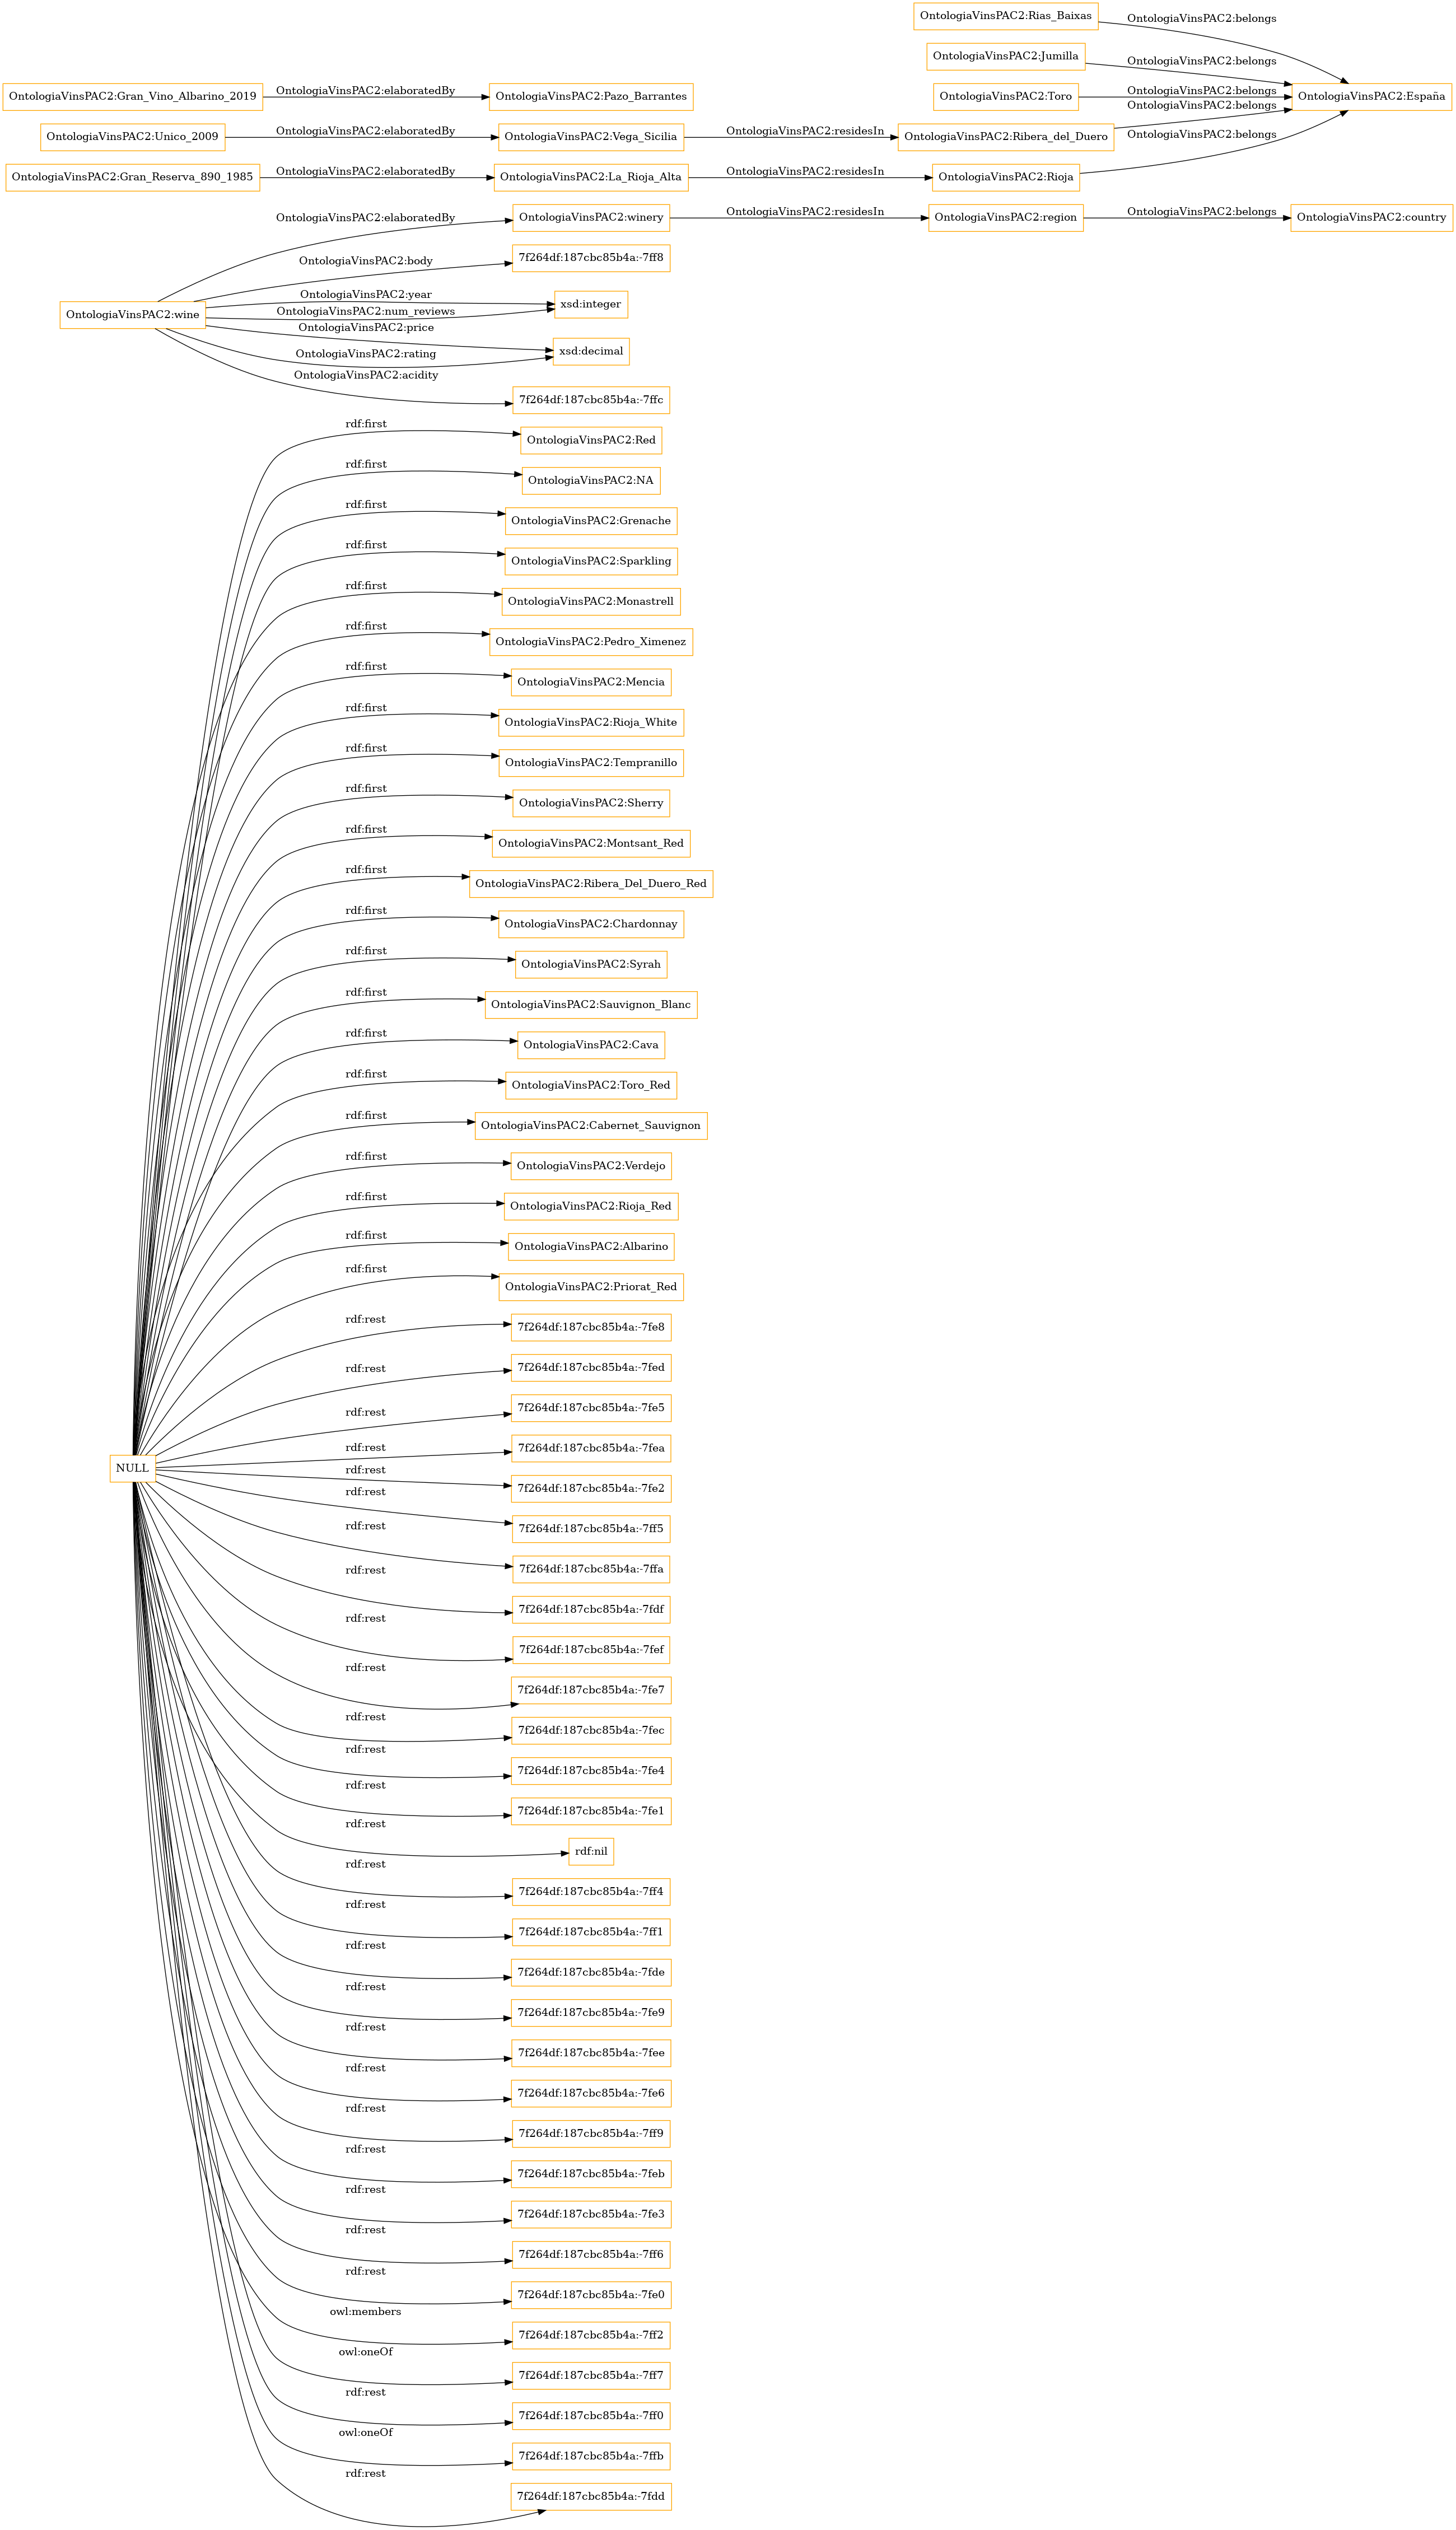 OntologiaVinsPAC2:Rias_Baixas
OntologiaVinsPAC2:belongs
OntologiaVinsPAC2:Jumilla
OntologiaVinsPAC2:belongs
OntologiaVinsPAC2:Gran_Vino_Albarino_2019
OntologiaVinsPAC2:elaboratedBy
OntologiaVinsPAC2:Pazo_Barrantes
OntologiaVinsPAC2:Toro
OntologiaVinsPAC2:belongs
OntologiaVinsPAC2:España
OntologiaVinsPAC2:Unico_2009
OntologiaVinsPAC2:elaboratedBy
OntologiaVinsPAC2:Vega_Sicilia
OntologiaVinsPAC2:residesIn
OntologiaVinsPAC2:Ribera_del_Duero
OntologiaVinsPAC2:belongs
OntologiaVinsPAC2:Gran_Reserva_890_1985
OntologiaVinsPAC2:elaboratedBy
OntologiaVinsPAC2:La_Rioja_Alta
OntologiaVinsPAC2:residesIn
OntologiaVinsPAC2:Rioja
OntologiaVinsPAC2:belongs
OntologiaVinsPAC2:wine
OntologiaVinsPAC2:elaboratedBy
OntologiaVinsPAC2:winery
OntologiaVinsPAC2:residesIn
OntologiaVinsPAC2:region
OntologiaVinsPAC2:belongs
OntologiaVinsPAC2:country
OntologiaVinsPAC2:body
7f264df:187cbc85b4a:-7ff8
OntologiaVinsPAC2:year
OntologiaVinsPAC2:num_reviews
xsd:integer
OntologiaVinsPAC2:price
OntologiaVinsPAC2:rating
xsd:decimal
OntologiaVinsPAC2:acidity
7f264df:187cbc85b4a:-7ffc
NULL
rdf:first
OntologiaVinsPAC2:Red
rdf:first
OntologiaVinsPAC2:NA
rdf:first
OntologiaVinsPAC2:Grenache
rdf:first
OntologiaVinsPAC2:Sparkling
rdf:first
OntologiaVinsPAC2:Monastrell
rdf:first
OntologiaVinsPAC2:Pedro_Ximenez
rdf:first
OntologiaVinsPAC2:Mencia
rdf:first
OntologiaVinsPAC2:Rioja_White
rdf:first
OntologiaVinsPAC2:Tempranillo
rdf:first
OntologiaVinsPAC2:Sherry
rdf:first
OntologiaVinsPAC2:Montsant_Red
rdf:first
OntologiaVinsPAC2:Ribera_Del_Duero_Red
rdf:first
OntologiaVinsPAC2:Chardonnay
rdf:first
OntologiaVinsPAC2:Syrah
rdf:first
OntologiaVinsPAC2:Sauvignon_Blanc
rdf:first
OntologiaVinsPAC2:Cava
rdf:first
OntologiaVinsPAC2:Toro_Red
rdf:first
OntologiaVinsPAC2:Cabernet_Sauvignon
rdf:first
OntologiaVinsPAC2:Verdejo
rdf:first
OntologiaVinsPAC2:Rioja_Red
rdf:first
OntologiaVinsPAC2:Albarino
rdf:first
OntologiaVinsPAC2:Priorat_Red
rdf:rest
7f264df:187cbc85b4a:-7fe8
rdf:rest
7f264df:187cbc85b4a:-7fed
rdf:rest
7f264df:187cbc85b4a:-7fe5
rdf:rest
7f264df:187cbc85b4a:-7fea
rdf:rest
7f264df:187cbc85b4a:-7fe2
rdf:rest
7f264df:187cbc85b4a:-7ff5
rdf:rest
7f264df:187cbc85b4a:-7ffa
rdf:rest
7f264df:187cbc85b4a:-7fdf
rdf:rest
7f264df:187cbc85b4a:-7fef
rdf:rest
7f264df:187cbc85b4a:-7fe7
rdf:rest
7f264df:187cbc85b4a:-7fec
rdf:rest
7f264df:187cbc85b4a:-7fe4
rdf:rest
7f264df:187cbc85b4a:-7fe1
rdf:rest
rdf:nil
rdf:rest
7f264df:187cbc85b4a:-7ff4
rdf:rest
7f264df:187cbc85b4a:-7ff1
rdf:rest
7f264df:187cbc85b4a:-7fde
rdf:rest
7f264df:187cbc85b4a:-7fe9
rdf:rest
7f264df:187cbc85b4a:-7fee
rdf:rest
7f264df:187cbc85b4a:-7fe6
rdf:rest
7f264df:187cbc85b4a:-7ff9
rdf:rest
7f264df:187cbc85b4a:-7feb
rdf:rest
7f264df:187cbc85b4a:-7fe3
rdf:rest
7f264df:187cbc85b4a:-7ff6
rdf:rest
7f264df:187cbc85b4a:-7fe0
owl:members
7f264df:187cbc85b4a:-7ff2
owl:oneOf
7f264df:187cbc85b4a:-7ff7
rdf:rest
7f264df:187cbc85b4a:-7ff0
owl:oneOf
7f264df:187cbc85b4a:-7ffb
rdf:rest
7f264df:187cbc85b4a:-7fdd